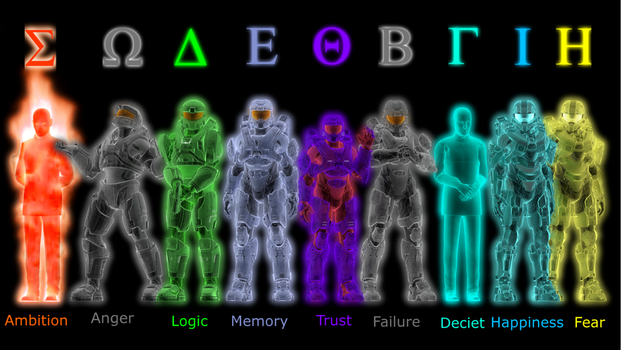 Σ Ω Δ Ε Θ Β Γ Ι Η
Ambition Anger Logic Memory Trust Failure Deciet Happiness Fear